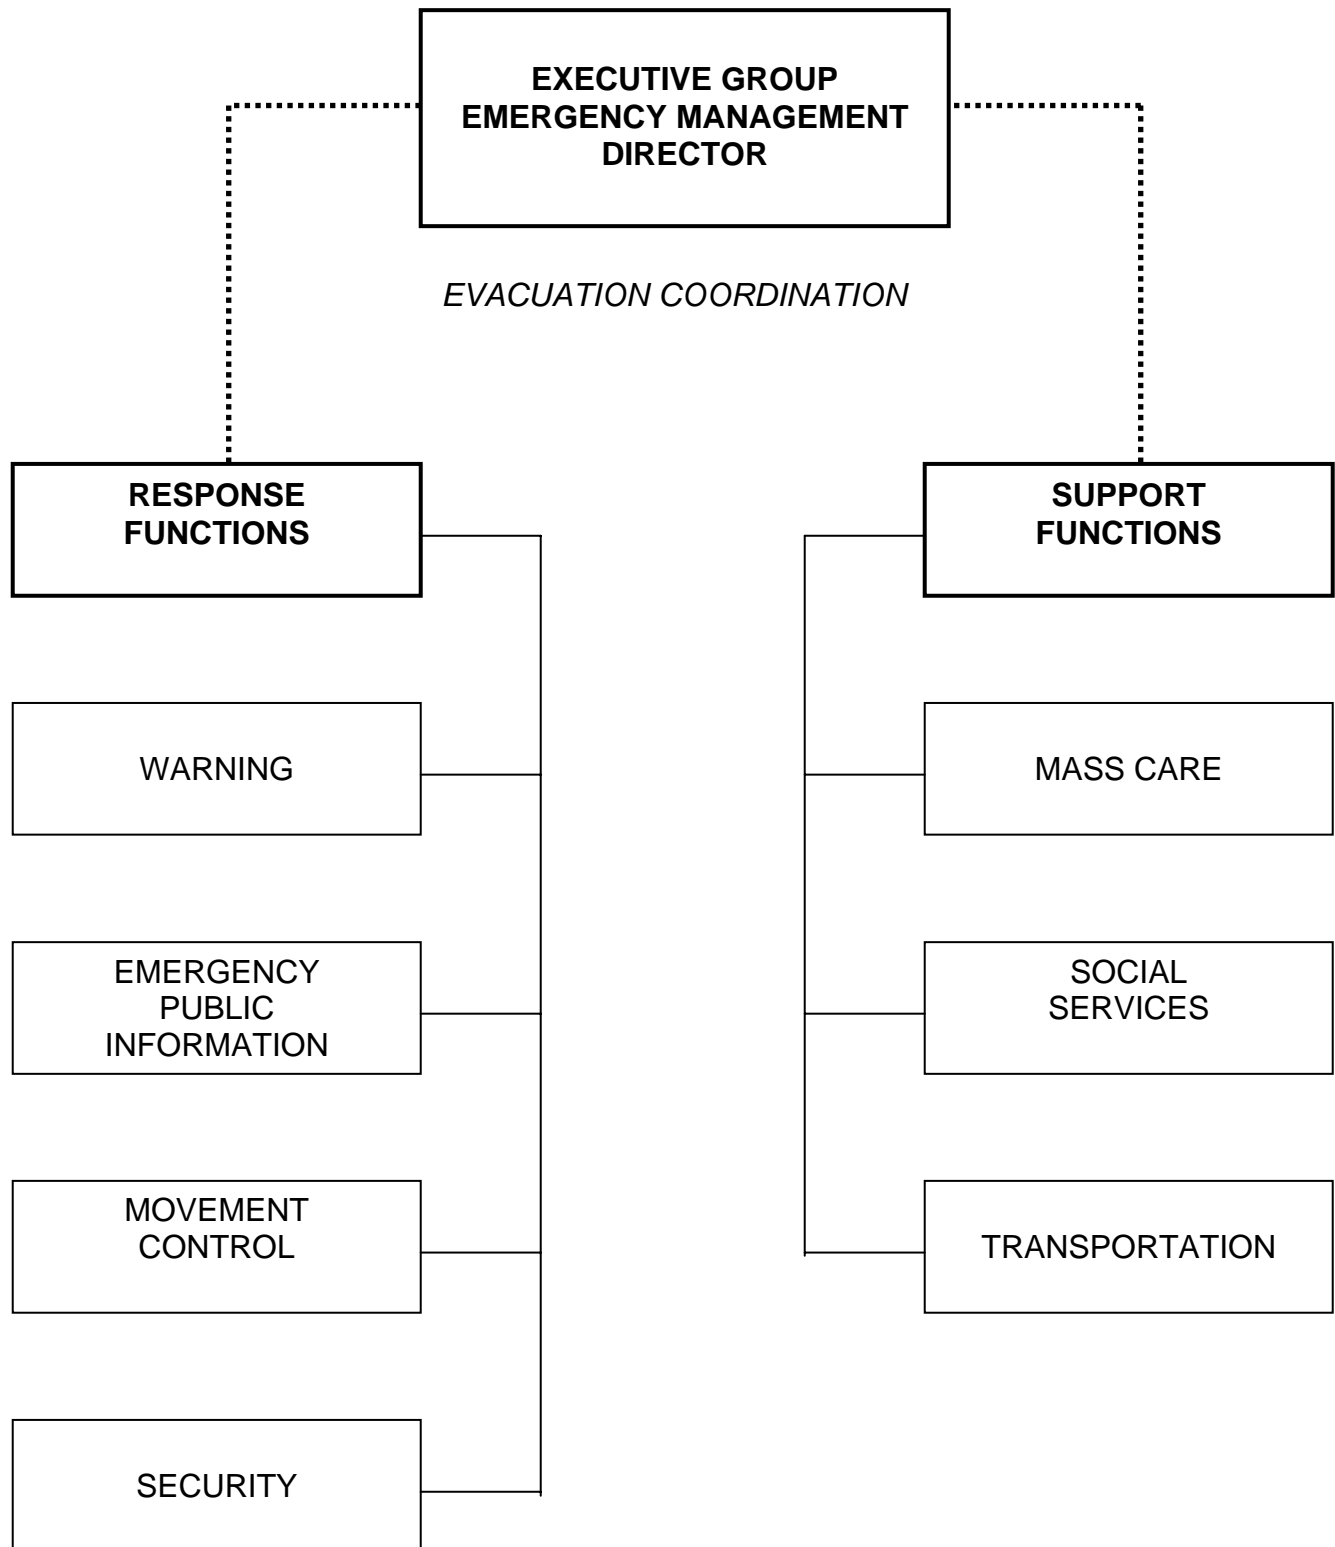 EXECUTIVE GROUP
EMERGENCY MANAGEMENT
DIRECTOR
EVACUATION COORDINATION
RESPONSE
FUNCTIONS
WARNING
EMERGENCY
PUBLIC
INFORMATION
MOVEMENT
CONTROL
SECURITY
SUPPORT
FUNCTIONS
MASS CARE
SOCIAL
SERVICES
TRANSPORTATION